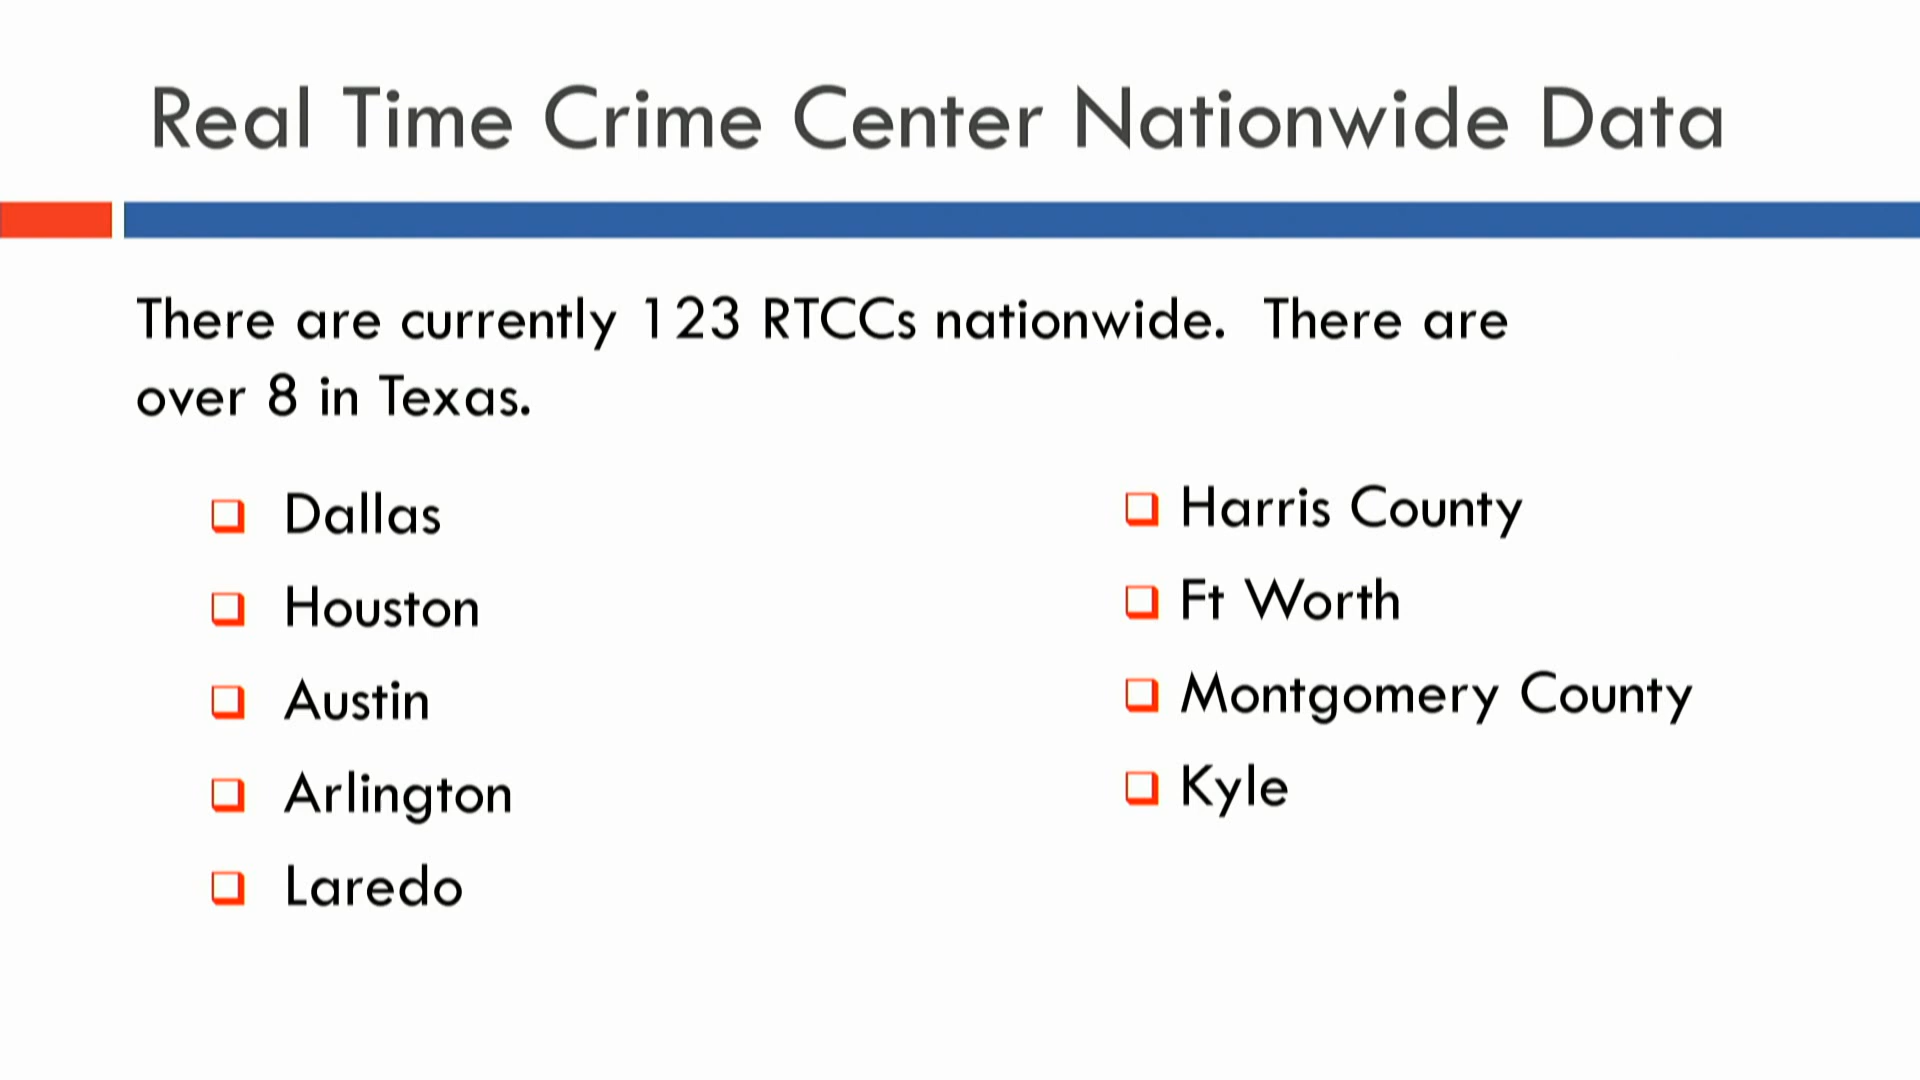 Real Time Crime Center Nationwide Data
There are currently 123 RTCCs nationwide.  There are
over 8 in Texas.
Dallas
Houston
Austin
Arlington
Laredo
Harris County
Ft Worth
Montgomery County
Kyle